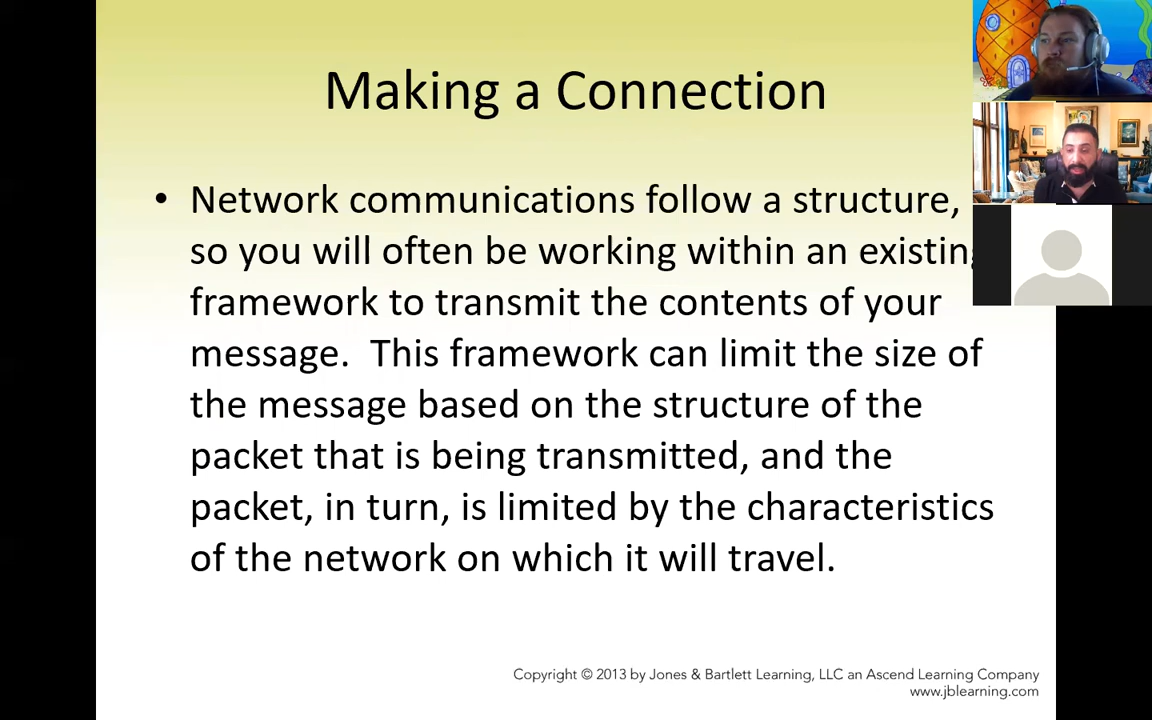 Making a Connection
• Network communications follow a structure,
so you will often be working within an existing
framework to transmit the contents of your
message.  This framework can limit the size of
the message based on the structure of the
packet that is being transmitted, and the
packet, in turn, is limited by the characteristics
of the network on which it will travel.
Copyright © 2013 by Jones & Bartlett Learning, LLC an Ascend Learning Company
www.jblearning.com